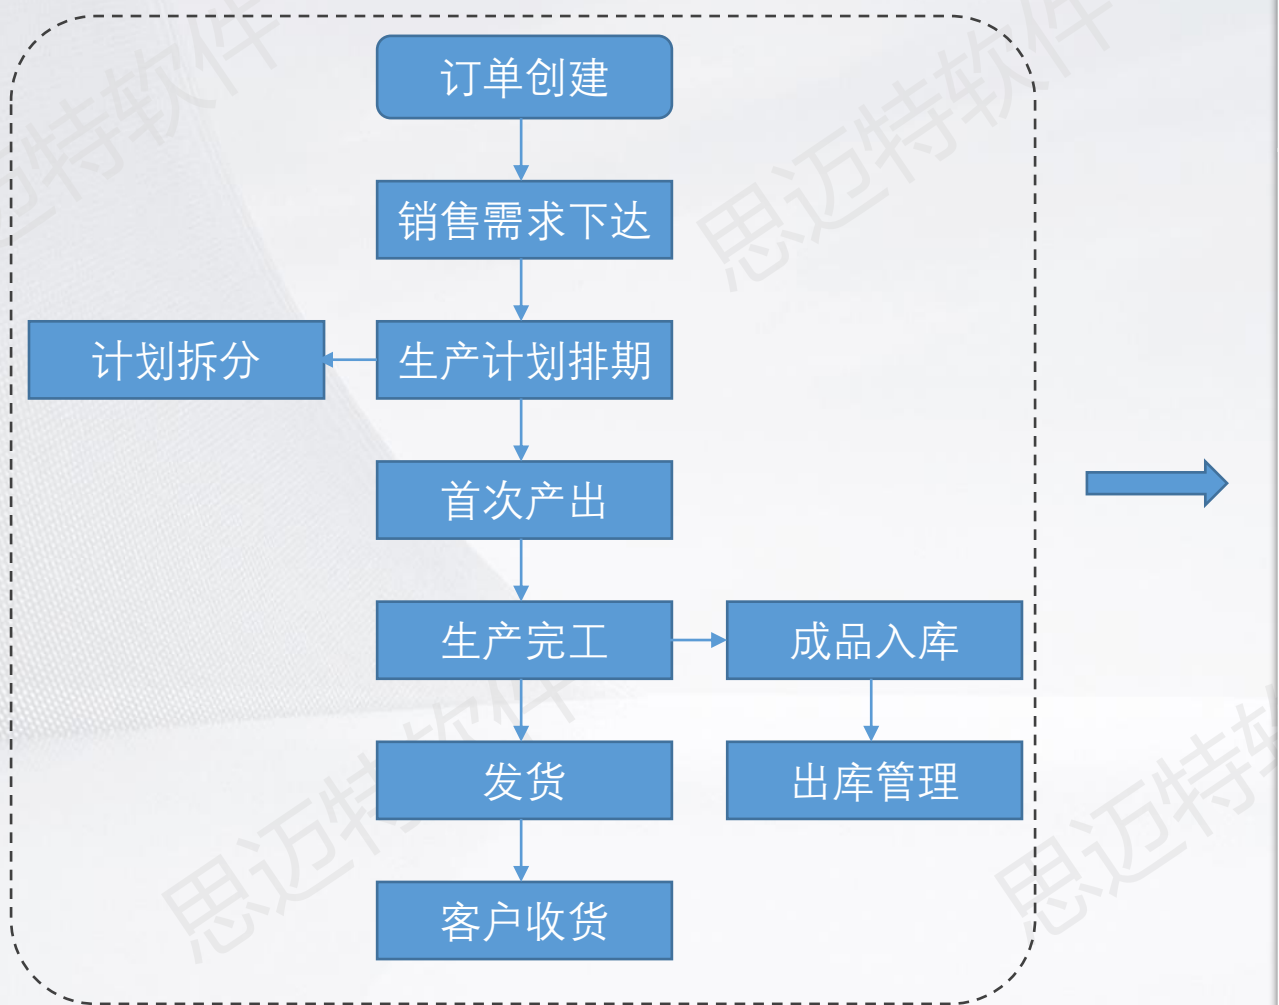 订单创建
销售需求下达
计划拆分
生产计划排期
首次产出
生产完工
成品入库
发货
出库管理
客户收货
思迈特软件
思迈特软件
迈特软件
思迈特软